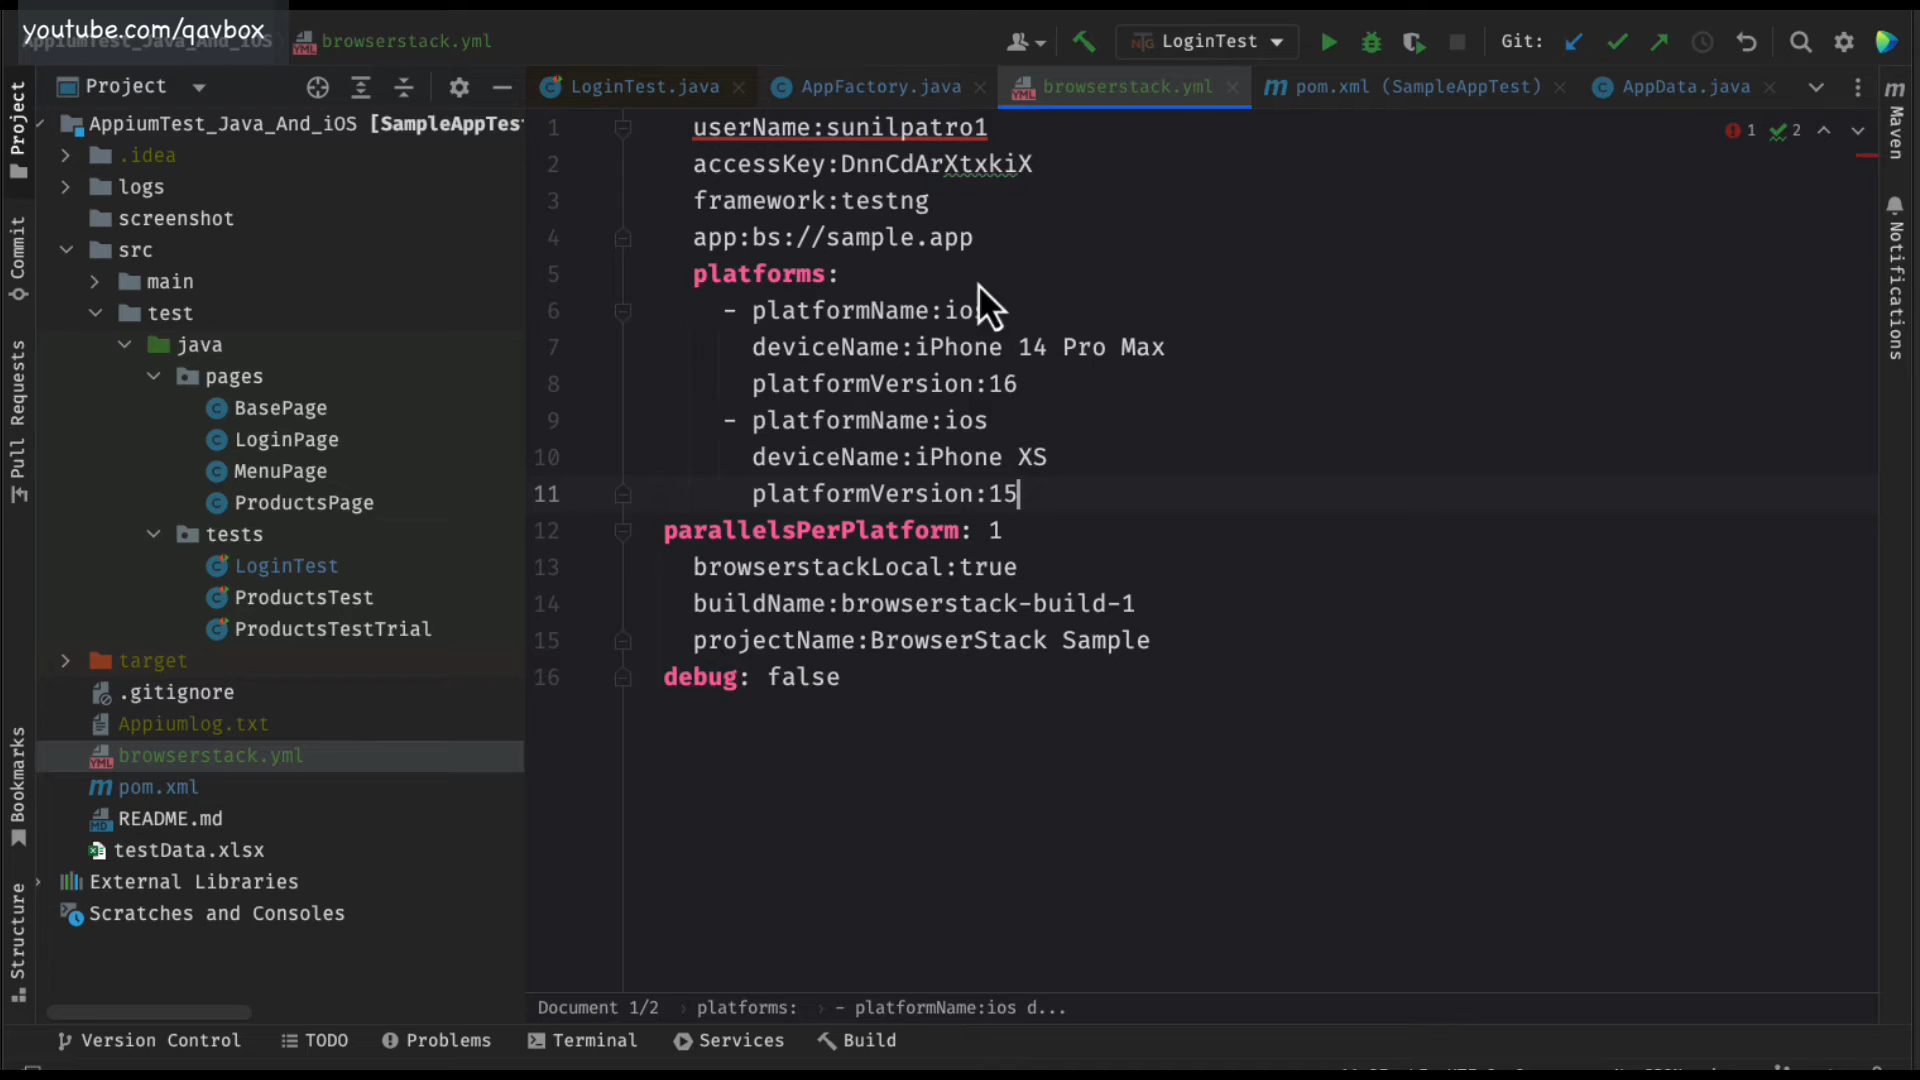 youtube.com/qavbox
AppiumTest_Java_And_iOS
browserstack.yml
LoginTest
Git:
Project
LoginTest.java
AppFactory.java
browserstack.yml
pom.xml (SampleAppTest)
AppData.java
AppiumTest_Java_And_iOS [SampleAppTes
.idea
logs
screenshot
src
main
test
java
pages
BasePage
LoginPage
MenuPage
ProductsPage
tests
LoginTest
ProductsTest
ProductsTestTrial
target
.gitignore
Appiumlog.txt
browserstack.yml
pom.xml
README.md
testData.xlsx
External Libraries
Scratches and Consoles
1 userName:sunilpatro1
2 accessKey:DnnCdArXtxkiX
3 framework:testng
4 app:bs://sample.app
5 platforms:
6 - platformName:ios
7 deviceName:iPhone 14 Pro Max
8 platformVersion:16
9 - platformName:ios
10 deviceName:iPhone XS
11 platformVersion:15
12 parallelsPerPlatform: 1
13 browserstackLocal:true
14 buildName:browserstack-build-1
15 projectName:BrowserStack Sample
16 debug: false
1 2
Document 1/2 › platforms: › - platformName:ios d...
Version Control
TODO
Problems
Terminal
Services
Build
Project
Commit
Pull Requests
Bookmarks
Structure
m
Maven
Notifications